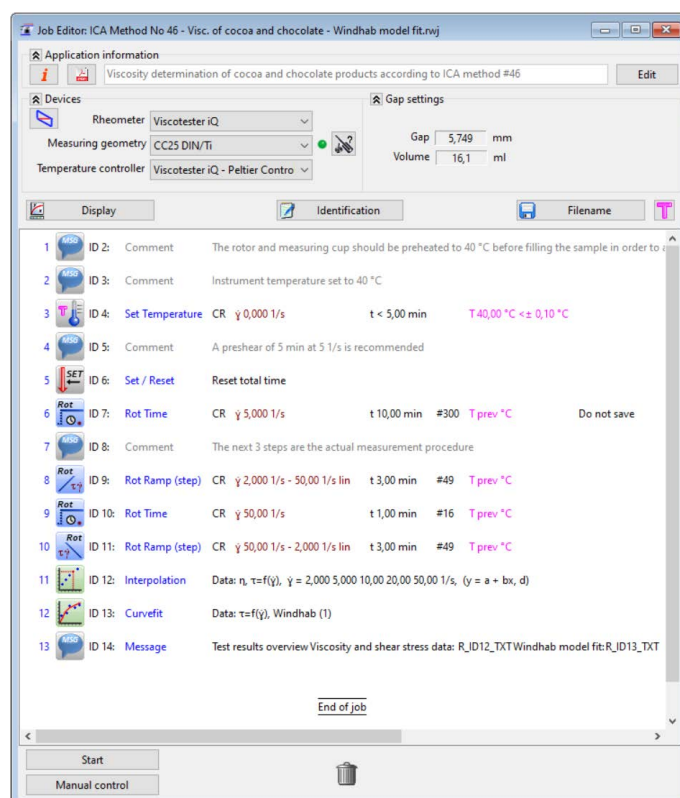 Job Editor: ICA Method No 46 - Visc. of cocoa and chocolate - Windhab model fit.rwj
Application information
i Viscosity determination of cocoa and chocolate products according to ICA method #46 Edit
Devices Gap settings
Rheometer Viscotester iQ
Measuring geometry CC25 DIN/Ti
Temperature controller Viscotester iQ - Peltier Contro
Gap 5,749 mm
Volume 16,1 ml
Display Identification Filename T
1 MSG ID 2: Comment The rotor and measuring cup should be preheated to 40 °C before filling the sample in order to a
2 MSG ID 3: Comment Instrument temperature set to 40 °C
3 T ID 4: Set Temperature CR γ̇ 0,000 1/s t < 5,00 min T 40,00 °C <± 0,10 °C
4 MSG ID 5: Comment A preshear of 5 min at 5 1/s is recommended
5 SET ID 6: Set / Reset Reset total time
6 Rot ID 7: Rot Time CR γ̇ 5,000 1/s t 10,00 min #300 T prev °C Do not save
7 MSG ID 8: Comment The next 3 steps are the actual measurement procedure
8 Rot τγ̇ ID 9: Rot Ramp (step) CR γ̇ 2,000 1/s - 50,00 1/s lin t 3,00 min #49 T prev °C
9 Rot ID 10: Rot Time CR γ̇ 50,00 1/s t 1,00 min #16 T prev °C
10 Rot τγ̇ ID 11: Rot Ramp (step) CR γ̇ 50,00 1/s - 2,000 1/s lin t 3,00 min #49 T prev °C
11 ID 12: Interpolation Data: η, τ=f(γ̇), γ̇ = 2,000 5,000 10,00 20,00 50,00 1/s, (y = a + bx, d)
12 ID 13: Curvefit Data: τ=f(γ̇), Windhab (1)
13 MSG ID 14: Message Test results overview Viscosity and shear stress data: R_ID12_TXT Windhab model fit:R_ID13_TXT
End of job
Start
Manual control